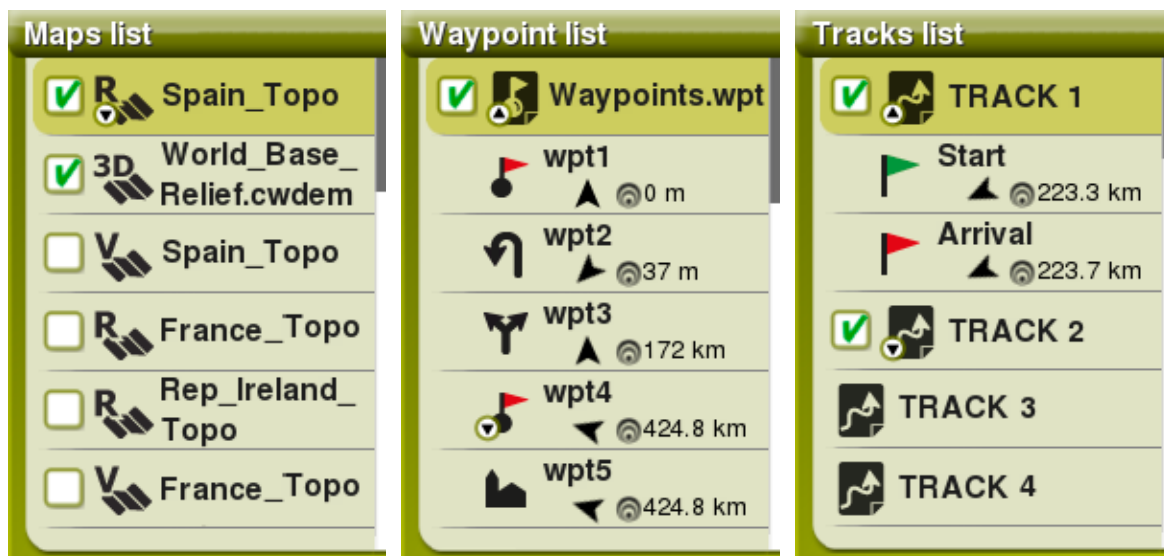 Maps list
R Spain_Topo
3D World_Base_
Relief.cwdem
V Spain_Topo
R France_Topo
R Rep_Ireland_
Topo
V France_Topo
Waypoint list
Waypoints.wpt
wpt1
0 m
wpt2
37 m
wpt3
172 km
wpt4
424.8 km
wpt5
424.8 km
Tracks list
TRACK 1
Start
223.3 km
Arrival
223.7 km
TRACK 2
TRACK 3
TRACK 4